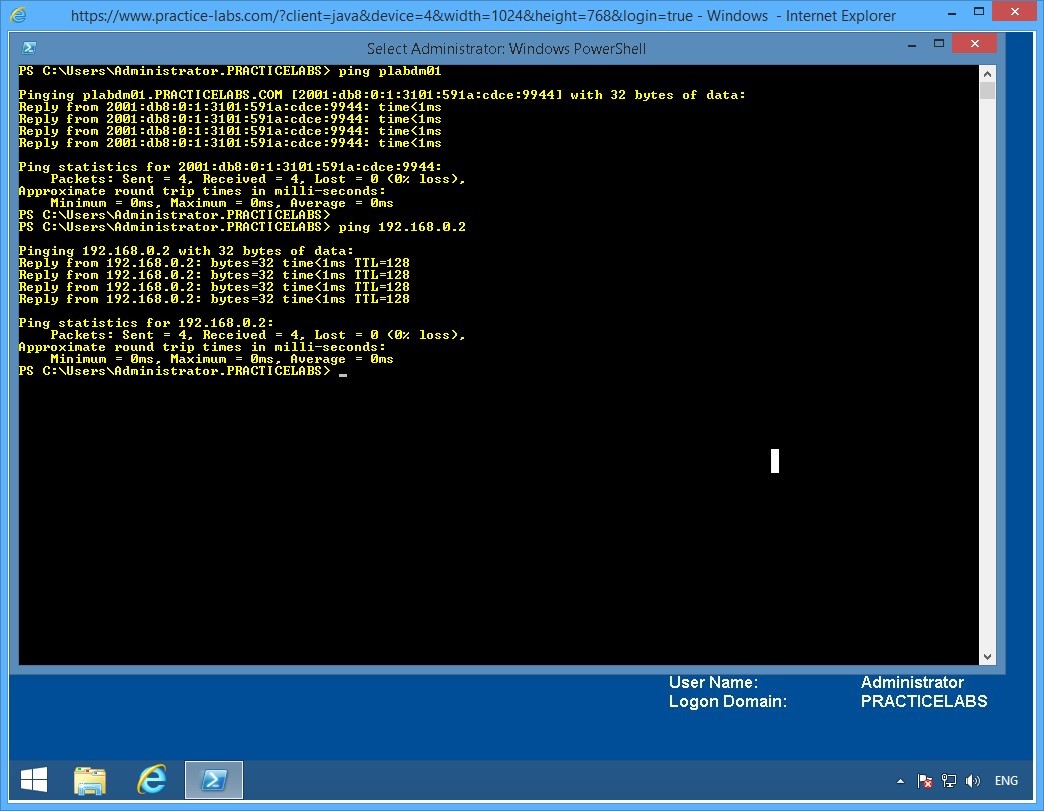 https://www.practice-labs.com/?client=java&device=4&width=1024&height=768&login=true - Windows - Internet Explorer
Select Administrator: Windows PowerShell
PS C:\Users\Administrator.PRACTICELABS> ping plabdm01
Pinging plabdm01.PRACTICELABS.COM [2001:db8:0:1:3101:591a:cdce:9944] with 32 bytes of data:
Reply from 2001:db8:0:1:3101:591a:cdce:9944: time<1ms
Reply from 2001:db8:0:1:3101:591a:cdce:9944: time<1ms
Reply from 2001:db8:0:1:3101:591a:cdce:9944: time<1ms
Reply from 2001:db8:0:1:3101:591a:cdce:9944: time<1ms
Ping statistics for 2001:db8:0:1:3101:591a:cdce:9944:
Packets: Sent = 4, Received = 4, Lost = 0 (0% loss),
Approximate round trip times in milli-seconds:
Minimum = 0ms, Maximum = 0ms, Average = 0ms
PS C:\Users\Administrator.PRACTICELABS>
PS C:\Users\Administrator.PRACTICELABS> ping 192.168.0.2
Pinging 192.168.0.2 with 32 bytes of data:
Reply from 192.168.0.2: bytes=32 time<1ms TTL=128
Reply from 192.168.0.2: bytes=32 time<1ms TTL=128
Reply from 192.168.0.2: bytes=32 time<1ms TTL=128
Reply from 192.168.0.2: bytes=32 time<1ms TTL=128
Ping statistics for 192.168.0.2:
Packets: Sent = 4, Received = 4, Lost = 0 (0% loss),
Approximate round trip times in milli-seconds:
Minimum = 0ms, Maximum = 0ms, Average = 0ms
PS C:\Users\Administrator.PRACTICELABS> _
User Name: Administrator
Logon Domain: PRACTICELABS
ENG